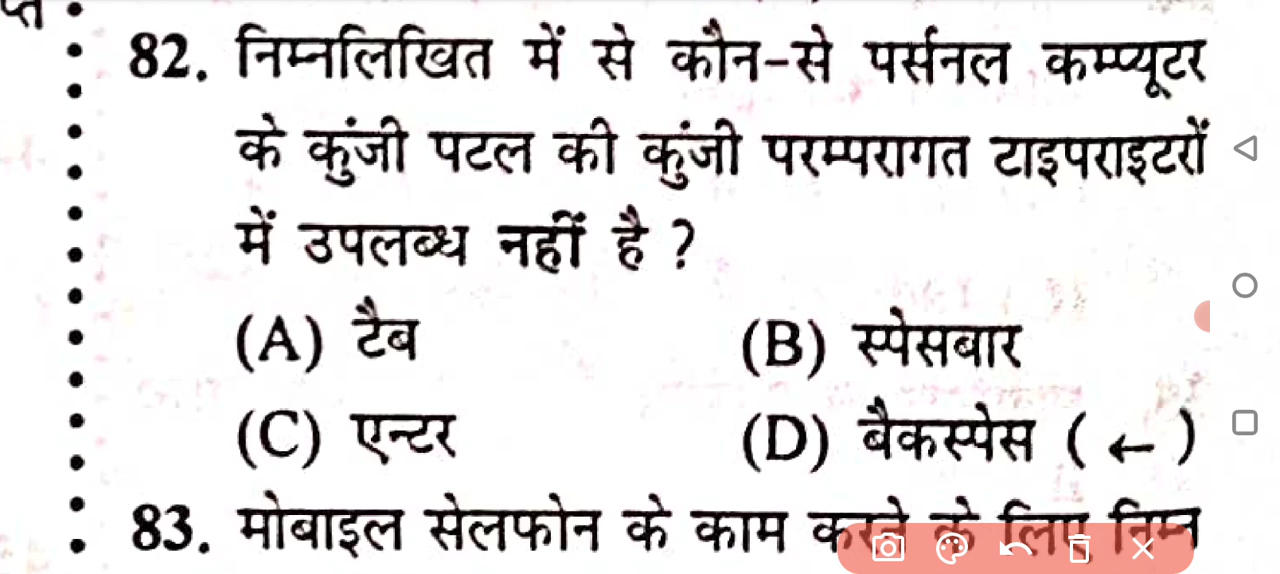 82. निम्नलिखित में से कौन-से पर्सनल कम्प्यूटर
के कुंजी पटल की कुंजी परम्परागत टाइपराइटरों
में उपलब्ध नहीं है ?
(A) टैब (B) स्पेसबार
(C) एन्टर (D) बैकस्पेस ( ← )
83. मोबाइल सेलफोन के काम करने के लिए निम्न